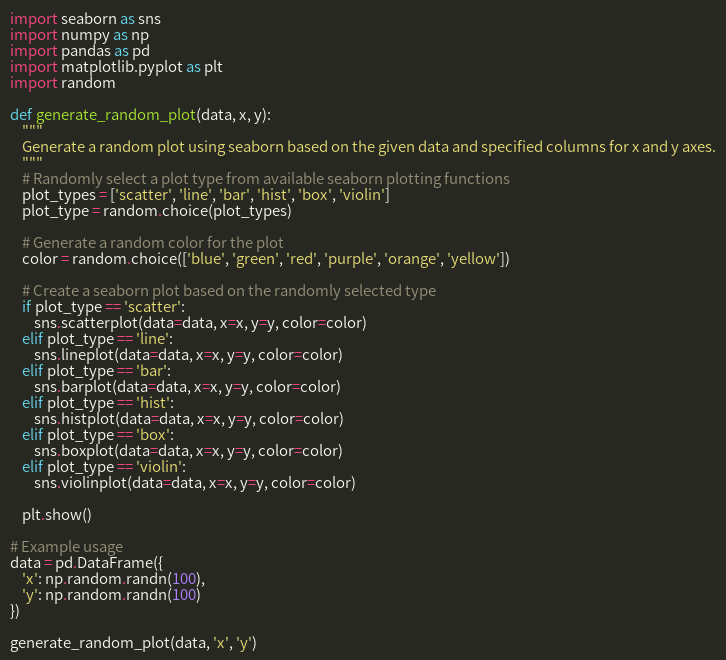 import seaborn as sns
import numpy as np
import pandas as pd
import matplotlib.pyplot as plt
import random

def generate_random_plot(data, x, y):
    """
    Generate a random plot using seaborn based on the given data and specified columns for x and y axes.
    """
    # Randomly select a plot type from available seaborn plotting functions
    plot_types = ['scatter', 'line', 'bar', 'hist', 'box', 'violin']
    plot_type = random.choice(plot_types)

    # Generate a random color for the plot
    color = random.choice(['blue', 'green', 'red', 'purple', 'orange', 'yellow'])

    # Create a seaborn plot based on the randomly selected type
    if plot_type == 'scatter':
        sns.scatterplot(data=data, x=x, y=y, color=color)
    elif plot_type == 'line':
        sns.lineplot(data=data, x=x, y=y, color=color)
    elif plot_type == 'bar':
        sns.barplot(data=data, x=x, y=y, color=color)
    elif plot_type == 'hist':
        sns.histplot(data=data, x=x, y=y, color=color)
    elif plot_type == 'box':
        sns.boxplot(data=data, x=x, y=y, color=color)
    elif plot_type == 'violin':
        sns.violinplot(data=data, x=x, y=y, color=color)

    plt.show()

# Example usage
data = pd.DataFrame({
    'x': np.random.randn(100),
    'y': np.random.randn(100)
})

generate_random_plot(data, 'x', 'y')